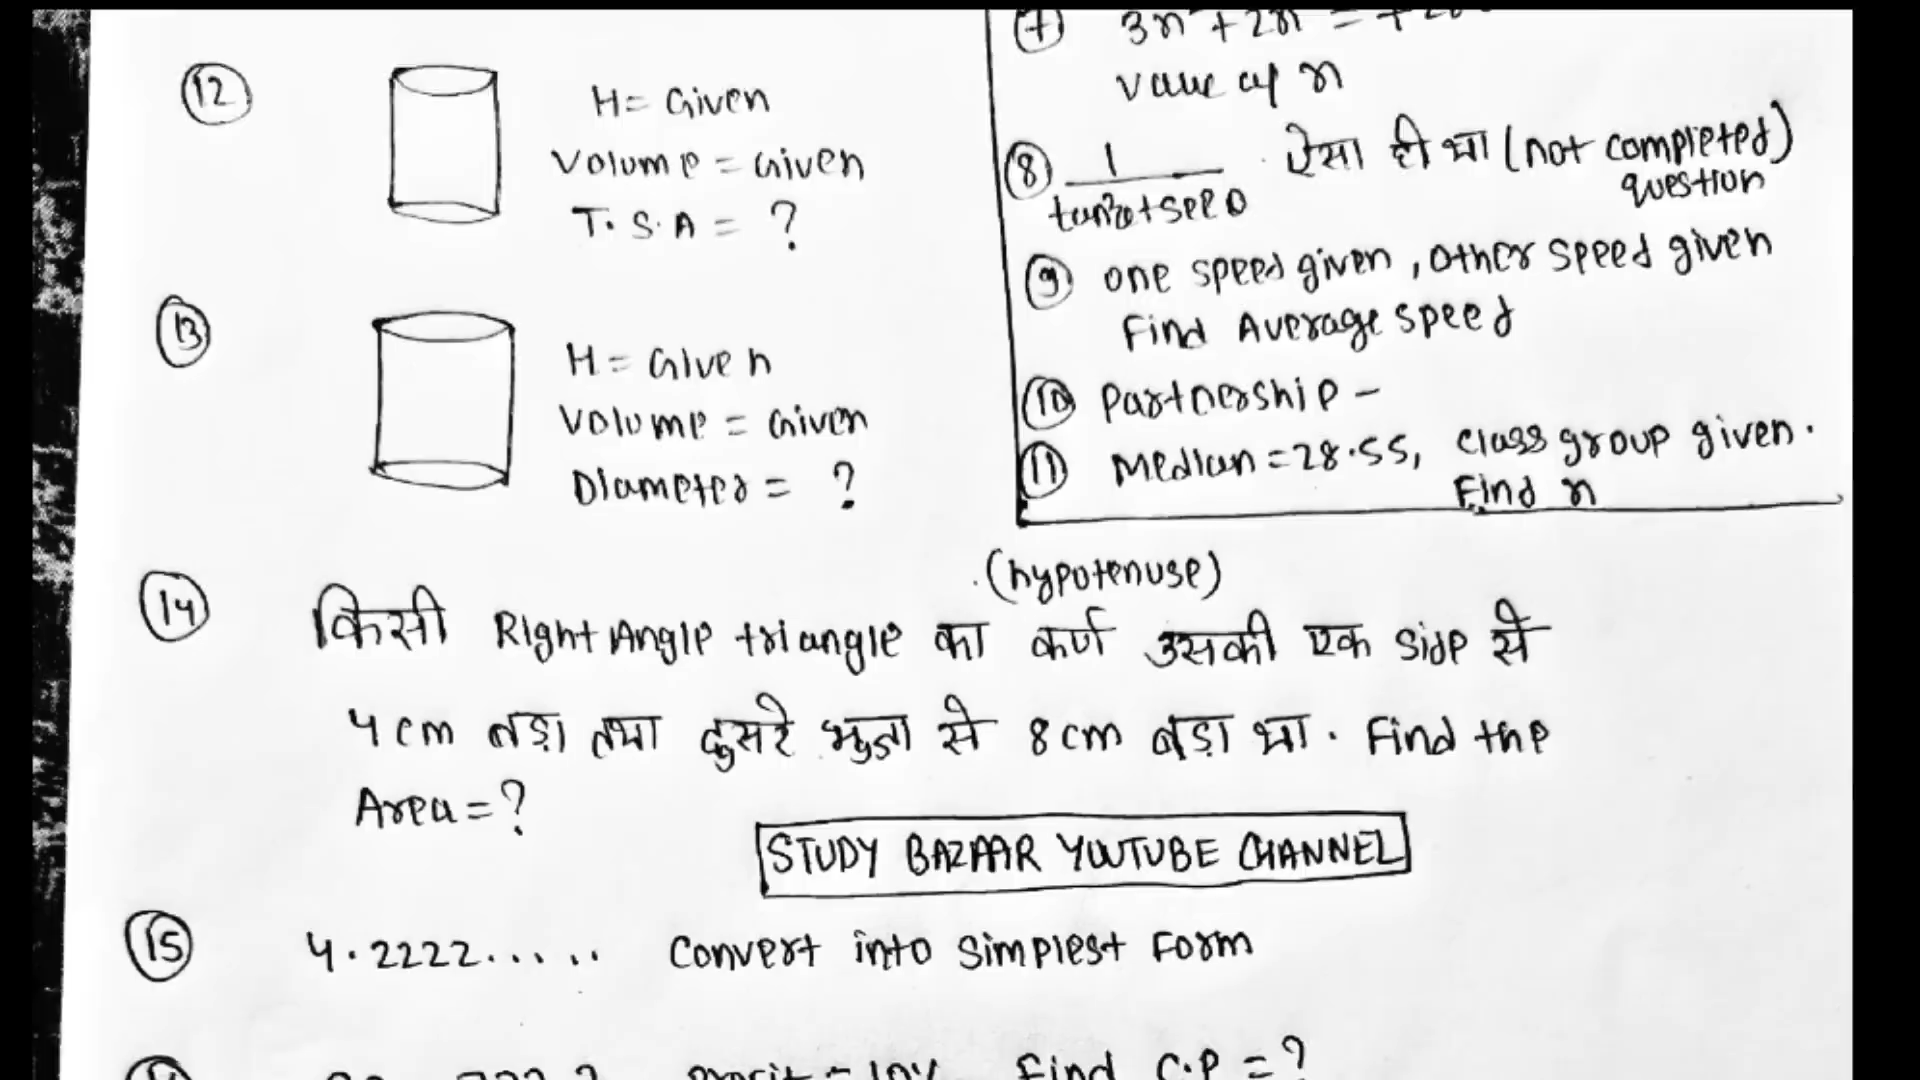 ⑫ H = Given
Volume = Given
T.S.A = ?
⑬ H = Given
Volume = Given
Diameter = ?
⑦
value of x
⑧ 1 ऐसा ही था (not completed)
question
⑨ one speed given, other speed given
Find Average speed
⑩ Partnership -
⑪ Median = 28.55, class group given.
Find x
(hypotenuse)
⑭ किसी Right Angle triangle का कर्ण उसकी एक side से
4 cm बड़ा तथा दुसरे भुजा से 8 cm बड़ा था. Find the
Area = ?
STUDY BAZAAR YOUTUBE CHANNEL
⑮ 4.2222..... Convert into simplest Form
Find C.P = ?